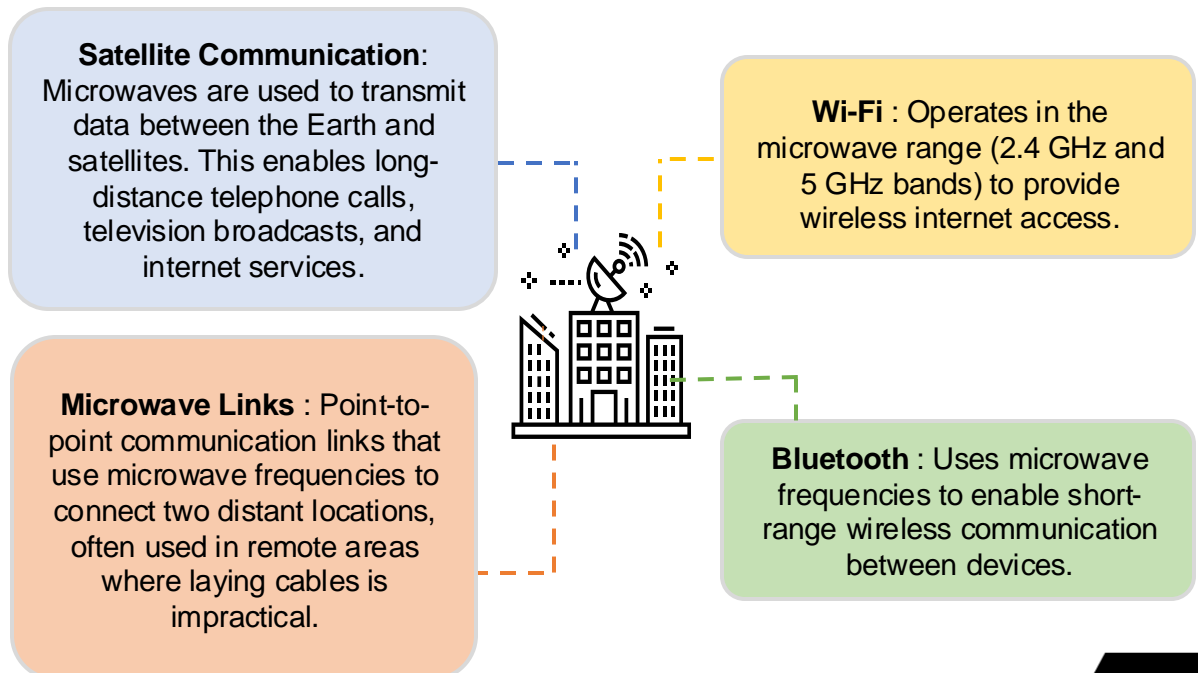 Satellite Communication:
Microwaves are used to transmit
data between the Earth and
satellites. This enables long-
distance telephone calls,
television broadcasts, and
internet services.
Wi-Fi : Operates in the
microwave range (2.4 GHz and
5 GHz bands) to provide
wireless internet access.
Microwave Links : Point-to-
point communication links that
use microwave frequencies to
connect two distant locations,
often used in remote areas
where laying cables is
impractical.
Bluetooth : Uses microwave
frequencies to enable short-
range wireless communication
between devices.